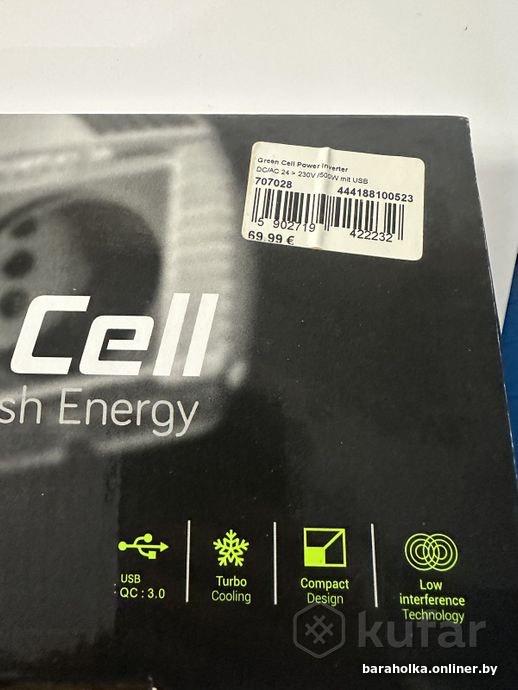 Green Cell Power Inverter
DC/AC 24 > 230V /500W mit USB
707028 444188100523
5 902719 422232
69.99 €
Cell
sh Energy
USB
QC : 3.0
Turbo
Cooling
Compact
Design
Low
interference
Technology
kufar
baraholka.onliner.by